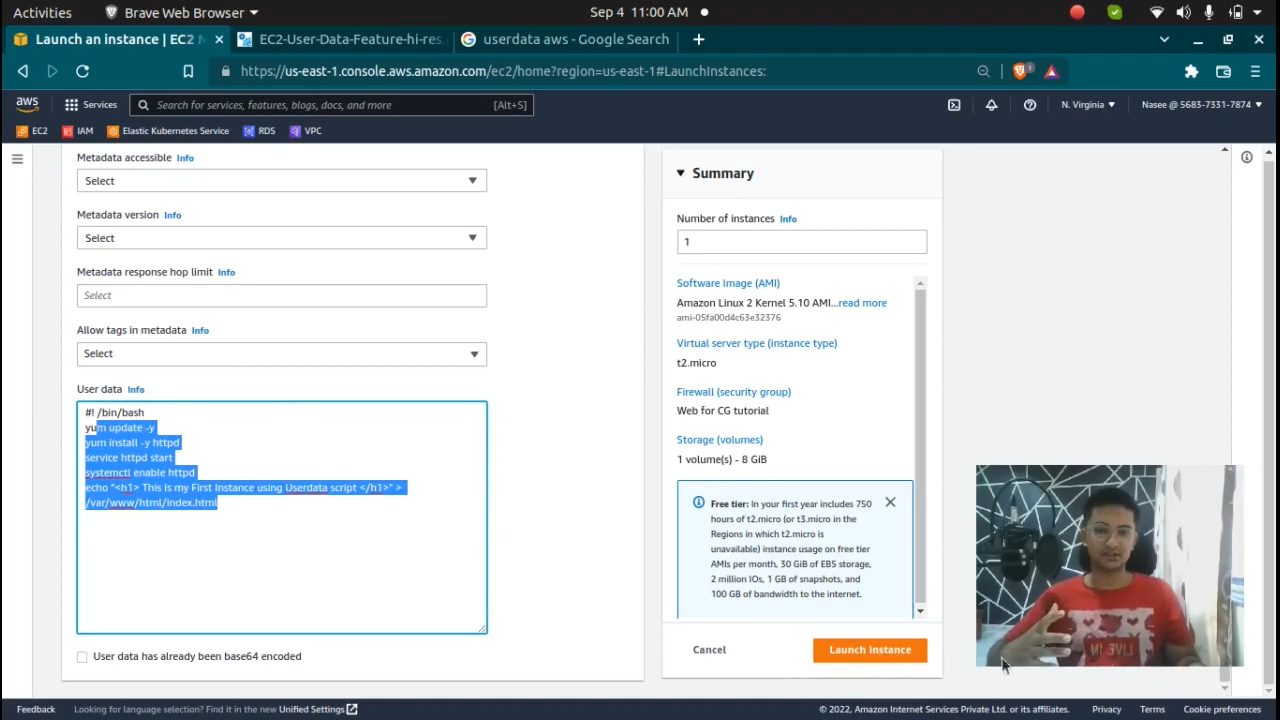 Activities
Brave Web Browser
Sep 4 11:00 AM
Launch an instance | EC2 M
EC2-User-Data-Feature-hi-res.
userdata aws - Google Search
https://us-east-1.console.aws.amazon.com/ec2/home?region=us-east-1#LaunchInstances:
1
aws
Services
Search for services, features, blogs, docs, and more
[Alt+S]
N. Virginia
Nasee @ 5683-7331-7874
EC2
IAM
Elastic Kubernetes Service
RDS
VPC
Metadata accessible Info
Select
Metadata version Info
Select
Metadata response hop limit Info
Select
Allow tags in metadata Info
Select
User data Info
#! /bin/bash
yum update -y
yum install -y httpd
service httpd start
systemctl enable httpd
echo "<h1> This is my First Instance using Userdata script </h1>" >
/var/www/html/index.html
User data has already been base64 encoded
Summary
Number of instances Info
1
Software Image (AMI)
Amazon Linux 2 Kernel 5.10 AMI...read more
ami-05fa00d4c63e32376
Virtual server type (instance type)
t2.micro
Firewall (security group)
Web for CG tutorial
Storage (volumes)
1 volume(s) - 8 GiB
Free tier: In your first year includes 750
hours of t2.micro (or t3.micro in the
Regions in which t2.micro is
unavailable) instance usage on free tier
AMIs per month, 30 GiB of EBS storage,
2 million IOs, 1 GB of snapshots, and
100 GB of bandwidth to the internet.
Cancel
Launch instance
LIVE IN
Feedback
Looking for language selection? Find it in the new Unified Settings
© 2022, Amazon Internet Services Private Ltd. or its affiliates.
Privacy
Terms
Cookie preferences